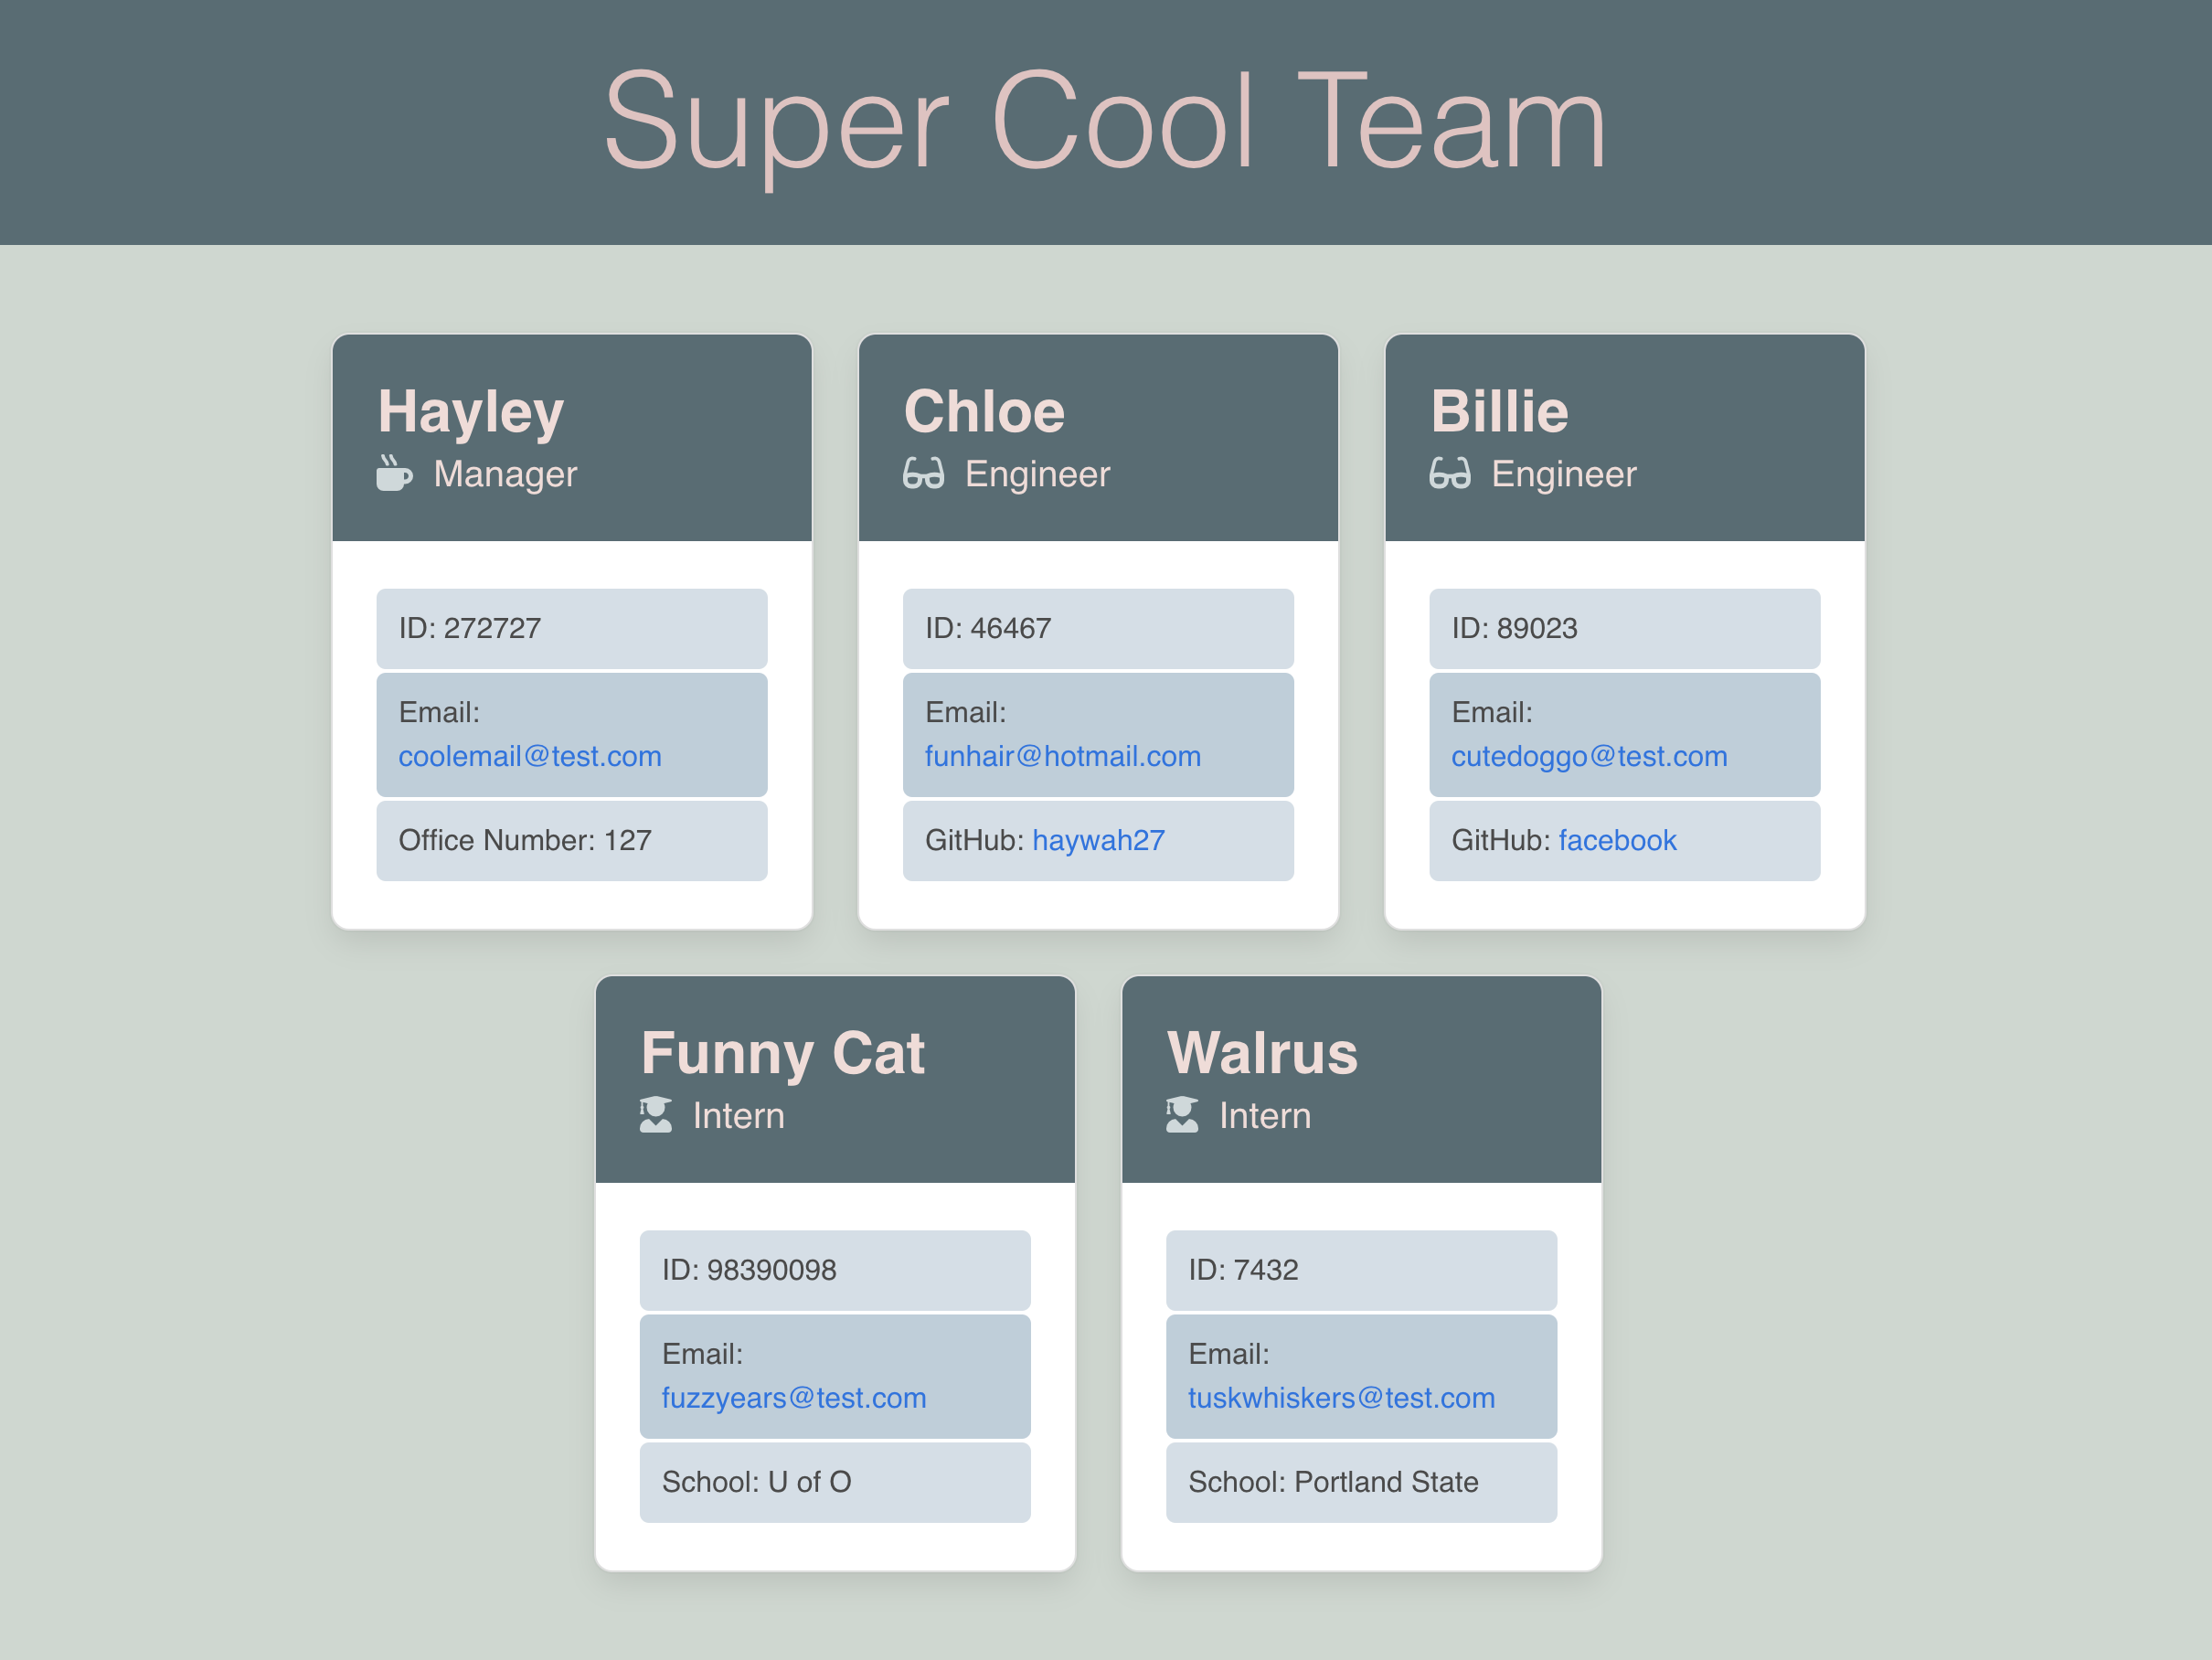 Super Cool Team
Hayley
Manager
ID: 272727
Email:
coolemail@test.com
Office Number: 127
Chloe
Engineer
ID: 46467
Email:
funhair@hotmail.com
GitHub: haywah27
Billie
Engineer
ID: 89023
Email:
cutedoggo@test.com
GitHub: facebook
Funny Cat
Intern
ID: 98390098
Email:
fuzzyears@test.com
School: U of O
Walrus
Intern
ID: 7432
Email:
tuskwhiskers@test.com
School: Portland State